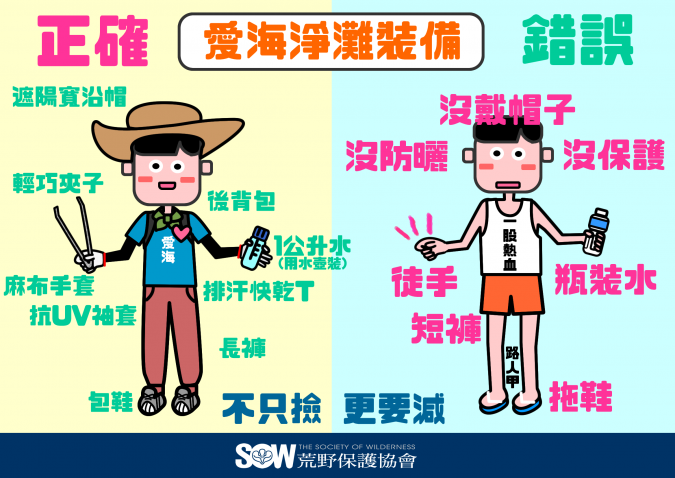 正確
愛海淨灘裝備
錯誤
遮陽寬沿帽
輕巧夾子
後背包
愛海
1公升水
(用水壺裝)
麻布手套
抗UV袖套
排汗快乾T
長褲
包鞋
沒戴帽子
沒防曬
沒保護
一股熱血
徒手
瓶裝水
短褲
路人甲
拖鞋
不只撿 更要減
SOW THE SOCIETY OF WILDERNESS
荒野保護協會